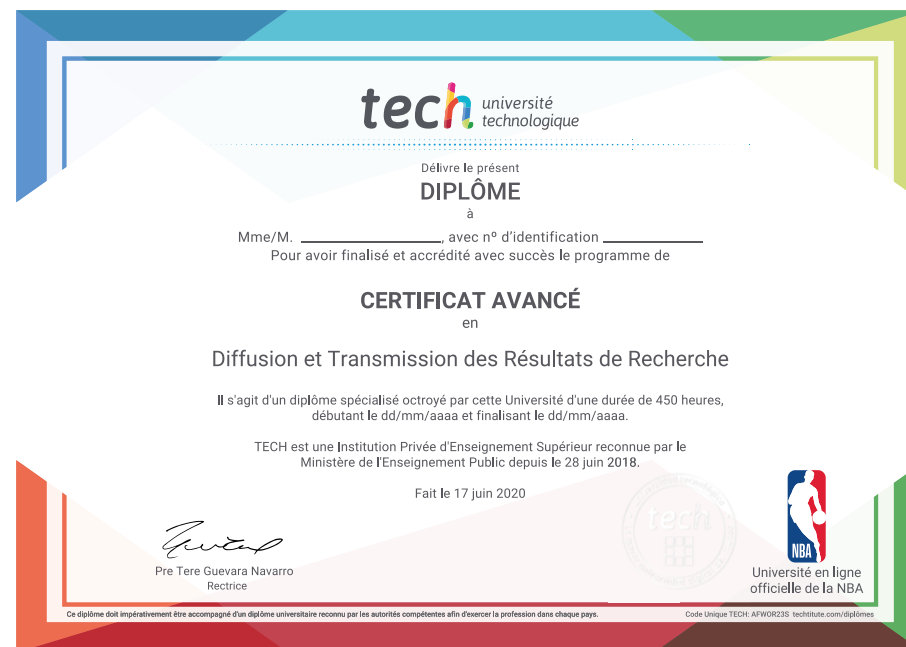 tech université
technologique
Délivre le présent
DIPLÔME
à
Mme/M. ____________________, avec nº d'identification ______________
Pour avoir finalisé et accrédité avec succès le programme de
CERTIFICAT AVANCÉ
en
Diffusion et Transmission des Résultats de Recherche
Il s'agit d'un diplôme spécialisé octroyé par cette Université d'une durée de 450 heures,
débutant le dd/mm/aaaa et finalisant le dd/mm/aaaa.
TECH est une Institution Privée d'Enseignement Supérieur reconnue par le
Ministère de l'Enseignement Public depuis le 28 juin 2018.
Fait le 17 juin 2020
tech
NBA
Pre Tere Guevara Navarro
Rectrice
Université en ligne
officielle de la NBA
Ce diplôme doit impérativement être accompagné d'un diplôme universitaire reconnu par les autorités compétentes afin d'exercer la profession dans chaque pays.
Code Unique TECH: AFWOR23S techtitute.com/diplômes